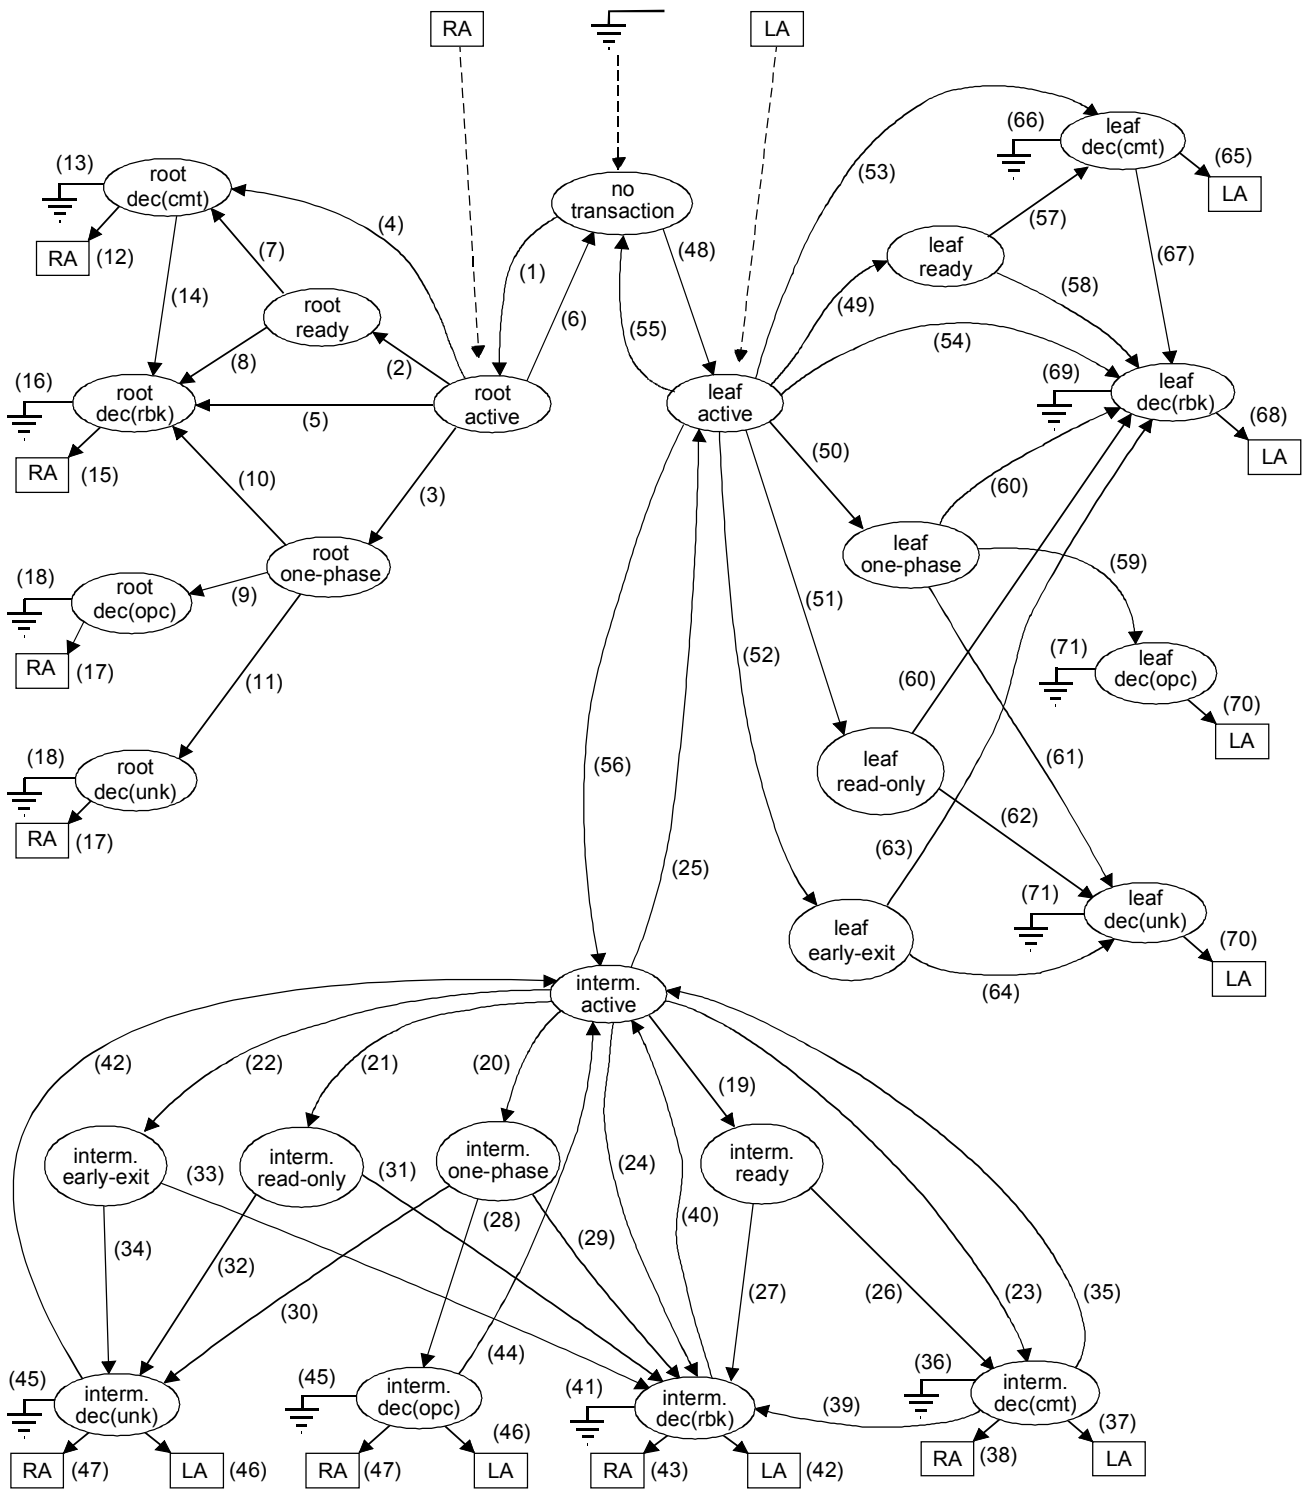 RA
LA
(66)
leaf
dec(cmt)
(65)
LA
(13)
root
dec(cmt)
(53)
no
transaction
(4)
(57)
RA
(12)
(7)
(48)
leaf
ready
(67)
(1)
(14)
root
ready
(6)
(49)
(58)
(55)
(54)
(8)
(2)
(16)
root
dec(rbk)
(5)
root
active
leaf
active
(69)
leaf
dec(rbk)
(68)
LA
RA
(15)
(10)
(3)
(50)
(60)
root
one-phase
leaf
one-phase
(59)
(18)
root
dec(opc)
(9)
(51)
RA
(17)
(11)
(52)
(60)
(71)
leaf
dec(opc)
(70)
LA
(18)
root
dec(unk)
(56)
leaf
read-only
(61)
RA
(17)
(62)
(25)
(63)
(71)
leaf
dec(unk)
leaf
early-exit
(70)
LA
(64)
interm.
active
(42)
(22)
(21)
(20)
(19)
interm.
early-exit
(33)
interm.
read-only
(31)
interm.
one-phase
(24)
interm.
ready
(34)
(32)
(28)
(29)
(40)
(27)
(26)
(23)
(35)
(30)
(44)
(45)
interm.
dec(unk)
(45)
interm.
dec(opc)
(41)
interm.
dec(rbk)
(39)
(36)
interm.
dec(cmt)
RA
(47)
LA
(46)
RA
(47)
(46)
LA
RA
(43)
LA
(42)
RA
(38)
(37)
LA